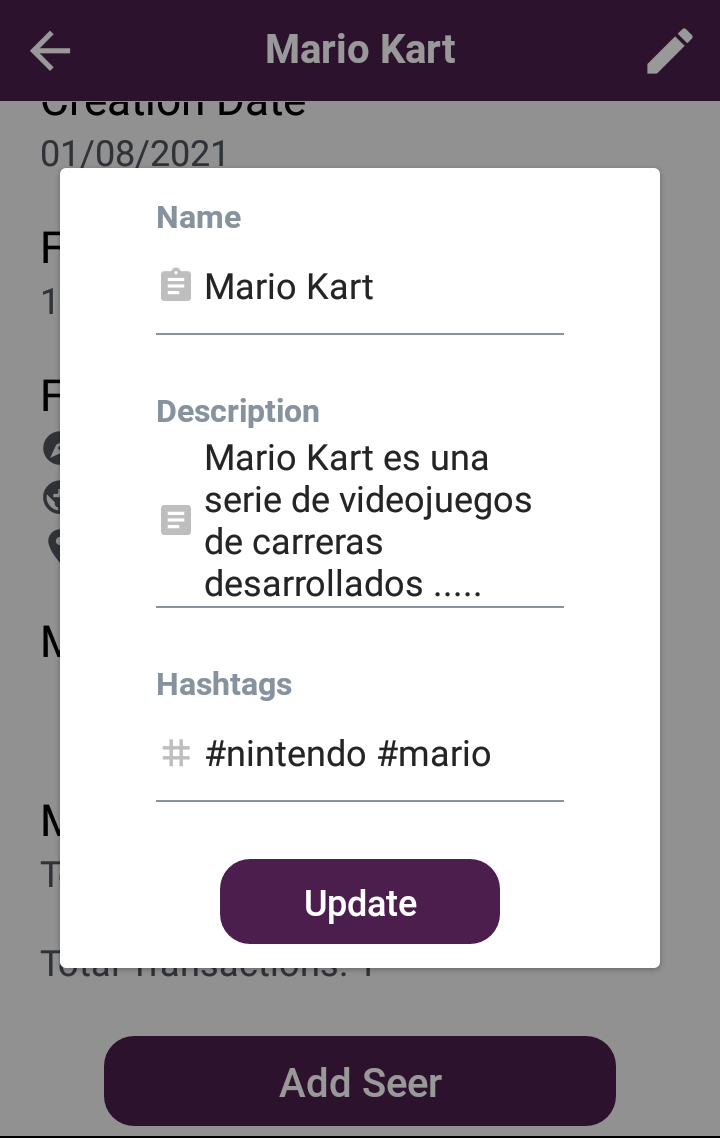 Mario Kart
Creation Date
01/08/2021
Name
Mario Kart
Description
Mario Kart es una
serie de videojuegos
de carreras
desarrollados .....
Hashtags
#nintendo #mario
Update
Total Transactions: 1
Add Seer